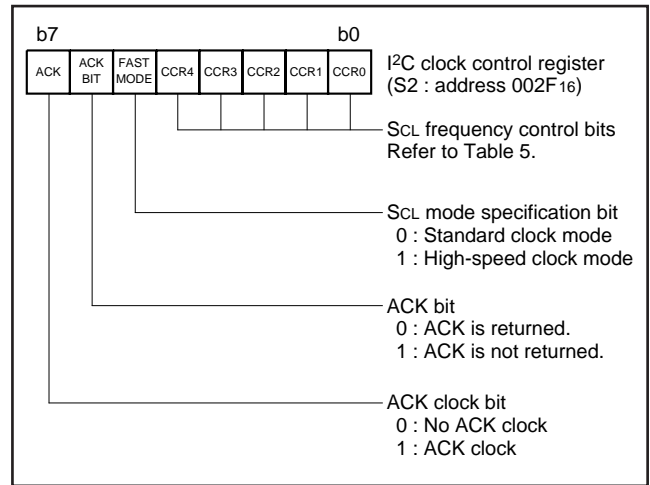 b7 b0
ACK ACK BIT FAST MODE CCR4 CCR3 CCR2 CCR1 CCR0
I2C clock control register
(S2 : address 002F16)
SCL frequency control bits
Refer to Table 5.
SCL mode specification bit
0 : Standard clock mode
1 : High-speed clock mode
ACK bit
0 : ACK is returned.
1 : ACK is not returned.
ACK clock bit
0 : No ACK clock
1 : ACK clock